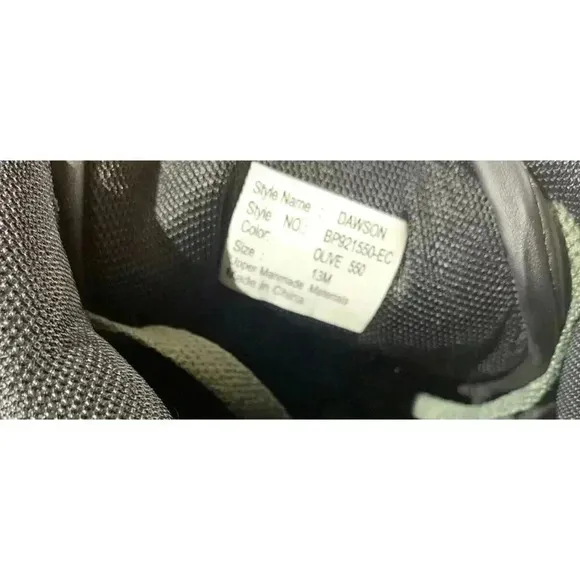 Style Name : DAWSON
Style NO.: BP921550-EC
Color: OLIVE 550
Size : 13M
Upper Manmade Materials
Made In China